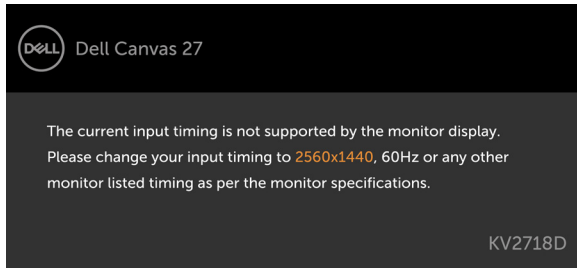 DELL Dell Canvas 27
The current input timing is not supported by the monitor display.
Please change your input timing to 2560x1440, 60Hz or any other
monitor listed timing as per the monitor specifications.
KV2718D